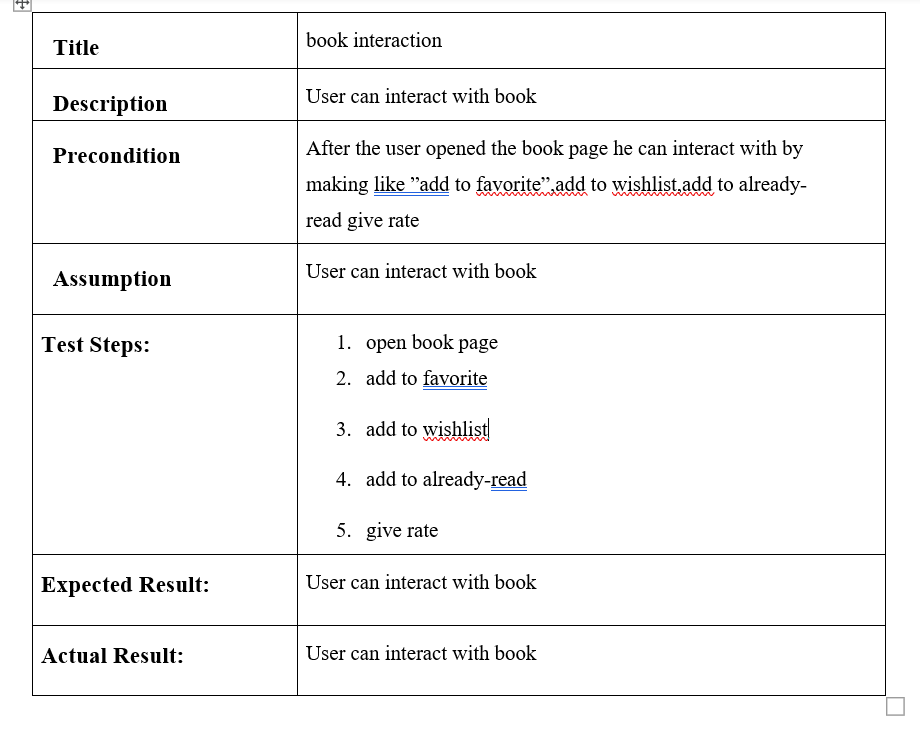 Title
book interaction
Description
User can interact with book
Precondition
After the user opened the book page he can interact with by
making like ”add to favorite”,add to wishlist,add to already-
read give rate
Assumption
User can interact with book
Test Steps:
1. open book page
2. add to favorite
3. add to wishlist
4. add to already-read
5. give rate
Expected Result:
User can interact with book
Actual Result:
User can interact with book